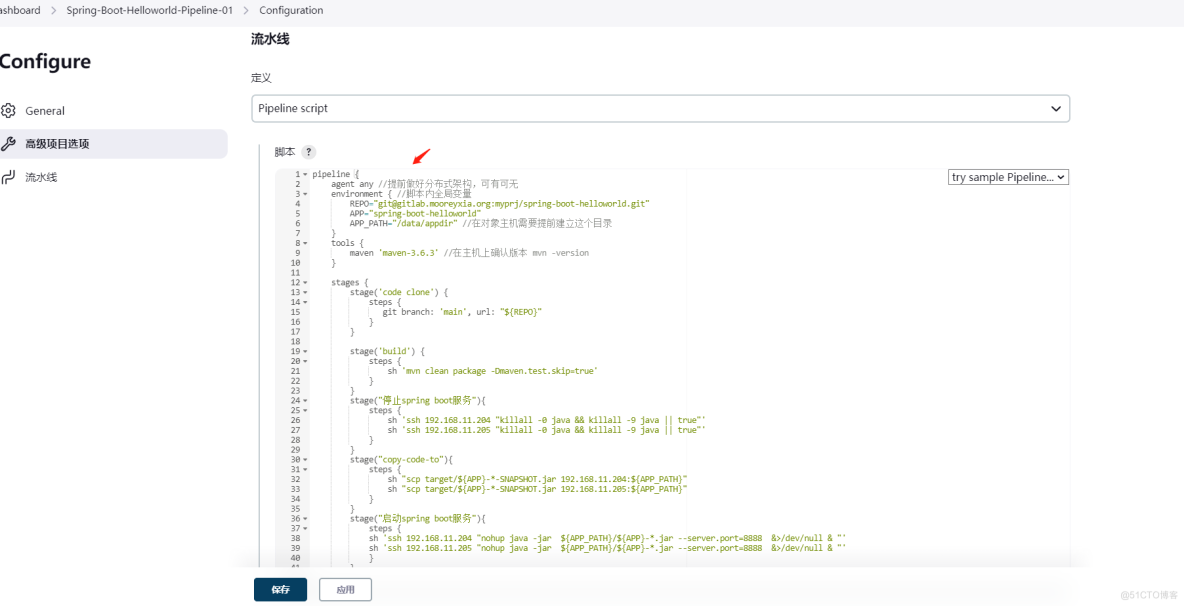 ashboard > Spring-Boot-Helloworld-Pipeline-01 > Configuration
Configure
General
高级项目选项
流水线
流水线
定义
Pipeline script
脚本 ?
try sample Pipeline...
1 pipeline {
2 agent any //提前做好分布式架构，可有可无
3 environment { //脚本内全局变量
4 REPO="git@gitlab.mooreyxia.org:myprj/spring-boot-helloworld.git"
5 APP="spring-boot-helloworld"
6 APP_PATH="/data/appdir" //在对象主机需要提前建立这个目录
7 }
8 tools {
9 maven 'maven-3.6.3' //在主机上确认版本 mvn -version
10 }
11
12 stages {
13 stage('code clone') {
14 steps {
15 git branch: 'main', url: "${REPO}"
16 }
17 }
18
19 stage('build') {
20 steps {
21 sh 'mvn clean package -Dmaven.test.skip=true'
22 }
23 }
24 stage("停止spring boot服务"){
25 steps {
26 sh 'ssh 192.168.11.204 "killall -0 java && killall -9 java || true"'
27 sh 'ssh 192.168.11.205 "killall -0 java && killall -9 java || true"'
28 }
29 }
30 stage("copy-code-to"){
31 steps {
32 sh "scp target/${APP}-*-SNAPSHOT.jar 192.168.11.204:${APP_PATH}"
33 sh "scp target/${APP}-*-SNAPSHOT.jar 192.168.11.205:${APP_PATH}"
34 }
35 }
36 stage("启动spring boot服务"){
37 steps {
38 sh 'ssh 192.168.11.204 "nohup java -jar  ${APP_PATH}/${APP}-*.jar --server.port=8888  &>/dev/null & "'
39 sh 'ssh 192.168.11.205 "nohup java -jar  ${APP_PATH}/${APP}-*.jar --server.port=8888  &>/dev/null & "'
40 }
保存
应用
@51CTO博客